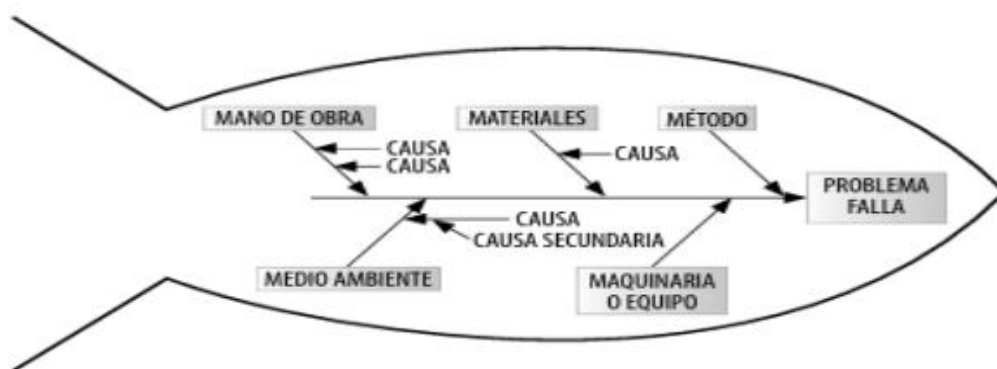 MANO DE OBRA
MATERIALES
MÉTODO
CAUSA
CAUSA
CAUSA
PROBLEMA
FALLA
CAUSA
CAUSA SECUNDARIA
MEDIO AMBIENTE
MAQUINARIA
O EQUIPO